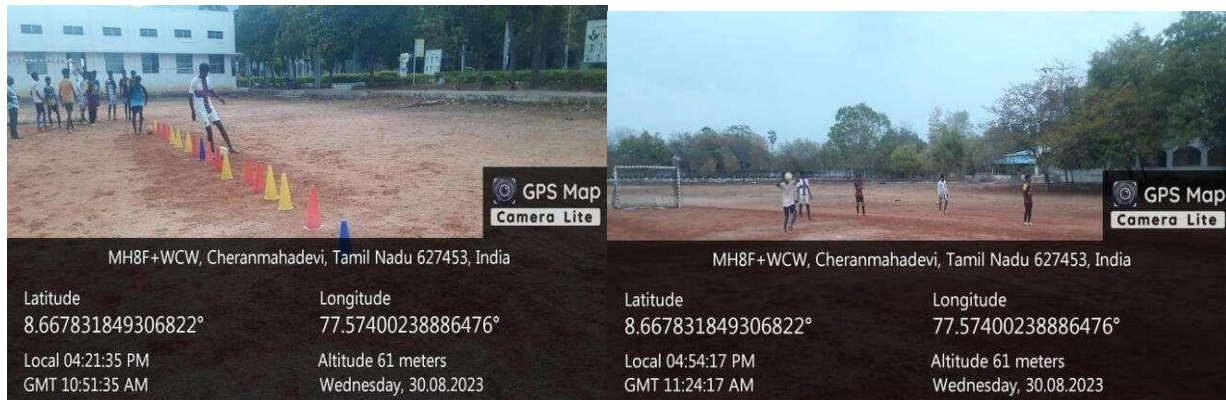 GPS Map
Camera Lite
MH8F+WCW, Cheranmahadevi, Tamil Nadu 627453, India
Latitude
8.667831849306822°
Longitude
77.57400238886476°
Local 04:21:35 PM
GMT 10:51:35 AM
Altitude 61 meters
Wednesday, 30.08.2023
GPS Map
Camera Lite
MH8F+WCW, Cheranmahadevi, Tamil Nadu 627453, India
Latitude
8.667831849306822°
Longitude
77.57400238886476°
Local 04:54:17 PM
GMT 11:24:17 AM
Altitude 61 meters
Wednesday, 30.08.2023